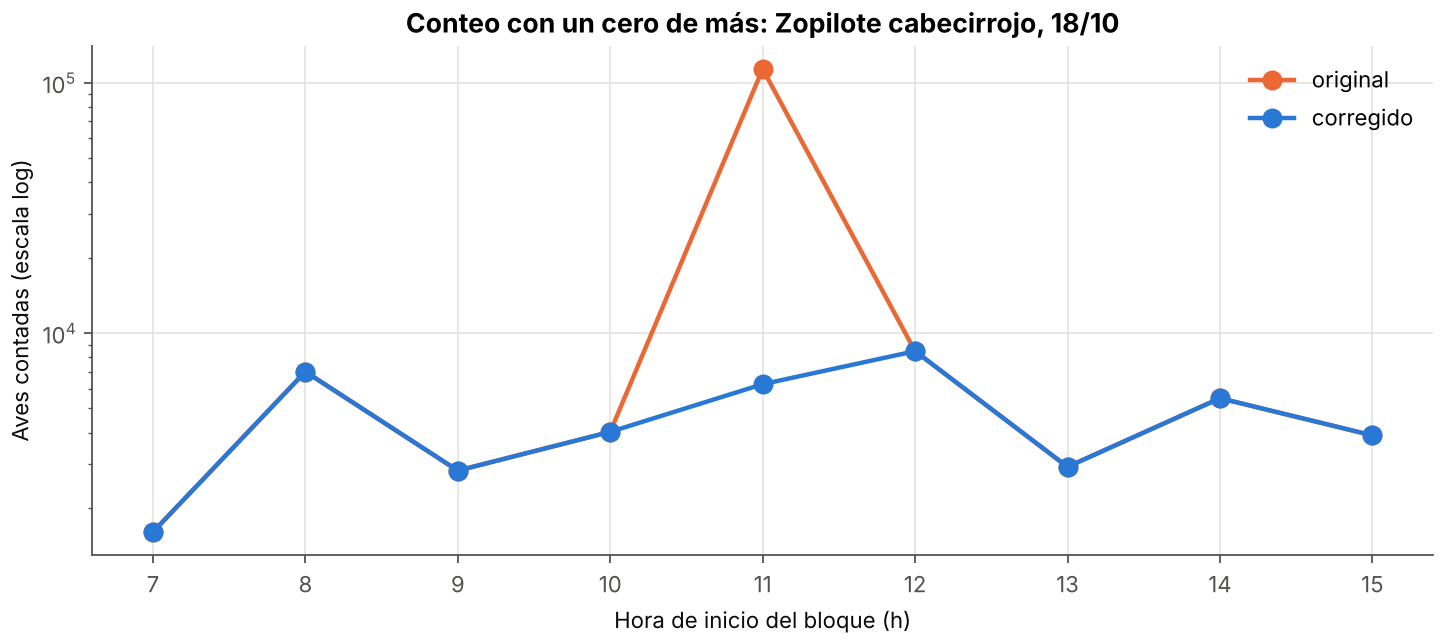 Conteo con un cero de más: Zopilote cabecirrojo, 18/10
Aves contadas (escala log)
10⁵
10⁴
original
corregido
7 8 9 10 11 12 13 14 15
Hora de inicio del bloque (h)